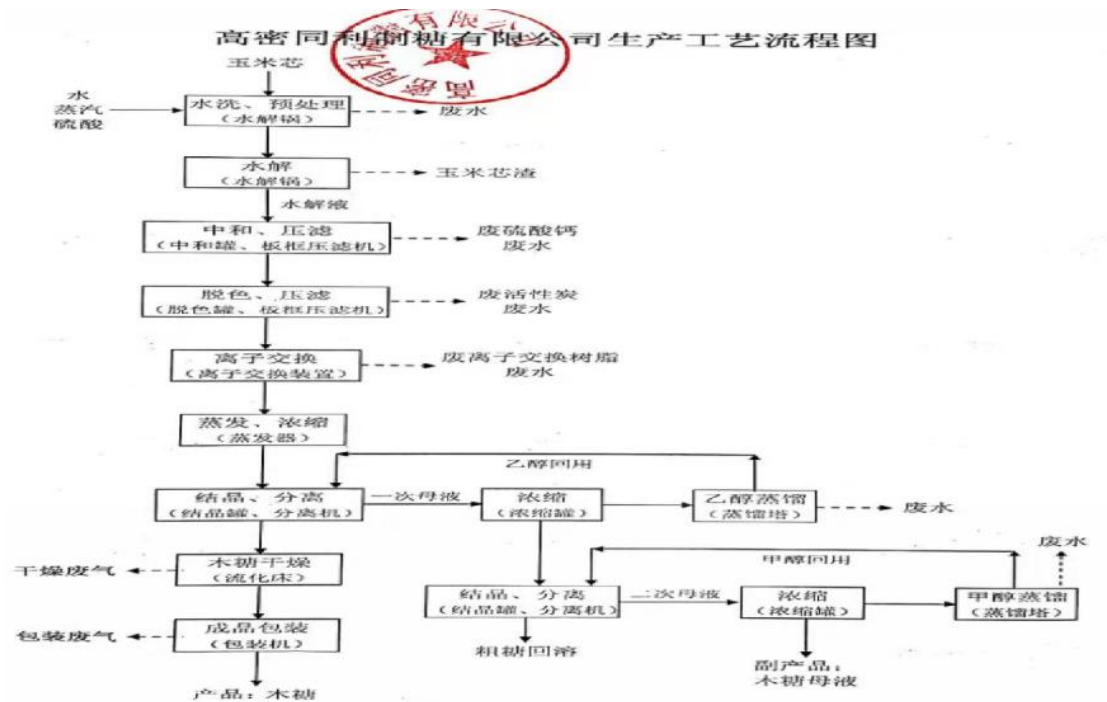 高密同利制糖有限公司生产工艺流程图
玉米芯
水
蒸汽
硫酸
水洗、预处理
（水解锅）
废水
水解
（水解锅）
玉米芯渣
水解液
中和、压滤
（中和罐、板框压滤机）
废硫酸钙
废水
脱色、压滤
（脱色罐、板框压滤机）
废活性炭
废水
离子交换
（离子交换装置）
废离子交换树脂
废水
蒸发、浓缩
（蒸发器）
乙醇回用
结晶、分离
（结晶罐、分离机）
一次母液
浓缩
（浓缩罐）
乙醇蒸馏
（蒸馏塔）
废水
干燥废气
木糖干燥
（流化床）
甲醇回用
废水
结晶、分离
（结晶罐、分离机）
二次母液
浓缩
（浓缩罐）
甲醇蒸馏
（蒸馏塔）
包装废气
成品包装
（包装机）
粗糖回溶
副产品：
木糖母液
产品：木糖